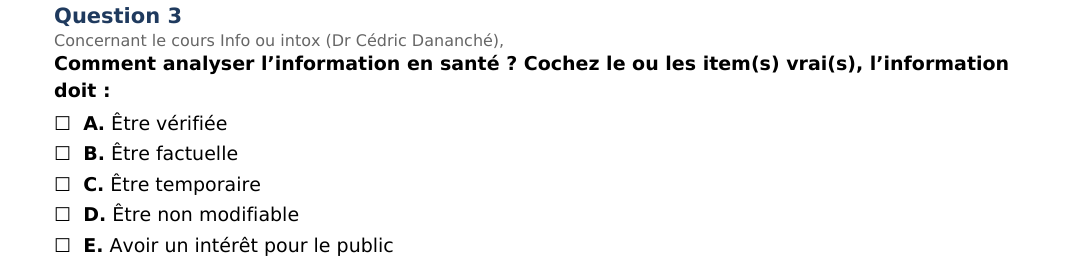 Question 3
Concernant le cours Info ou intox (Dr Cédric Dananché),
Comment analyser l’information en santé ? Cochez le ou les item(s) vrai(s), l’information
doit :
☐ A. Être vérifiée
☐ B. Être factuelle
☐ C. Être temporaire
☐ D. Être non modifiable
☐ E. Avoir un intérêt pour le public